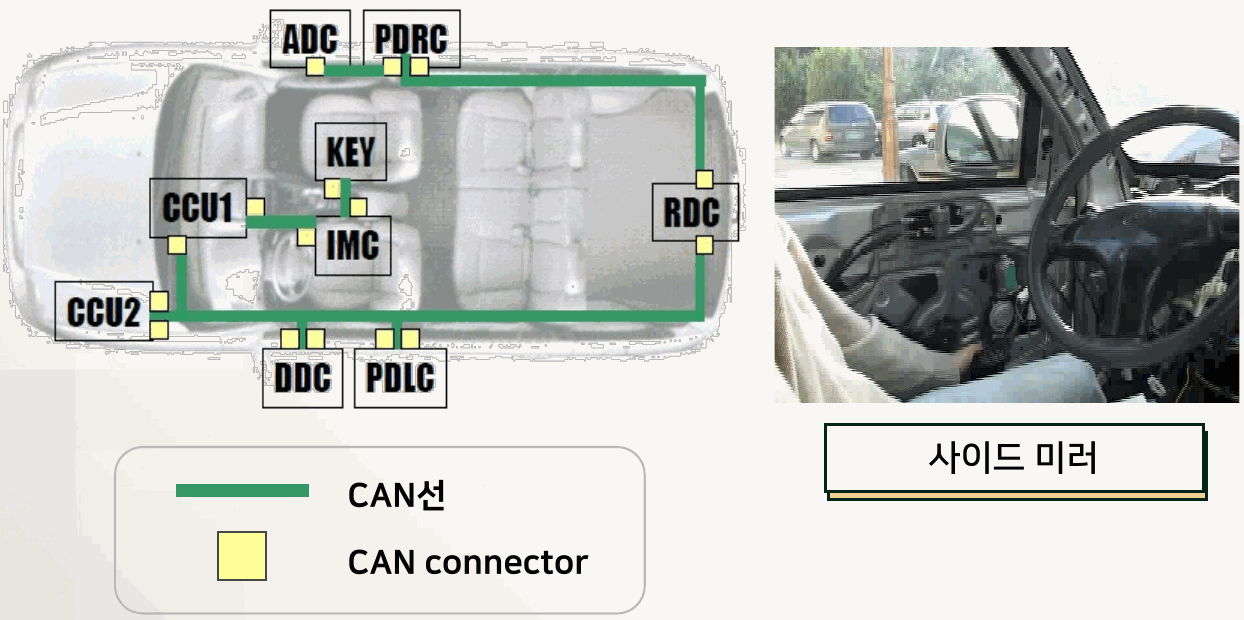 ADC
PDRC
KEY
CCU1
IMC
RDC
CCU2
DDC
PDLC
CAN선
CAN connector
사이드 미러